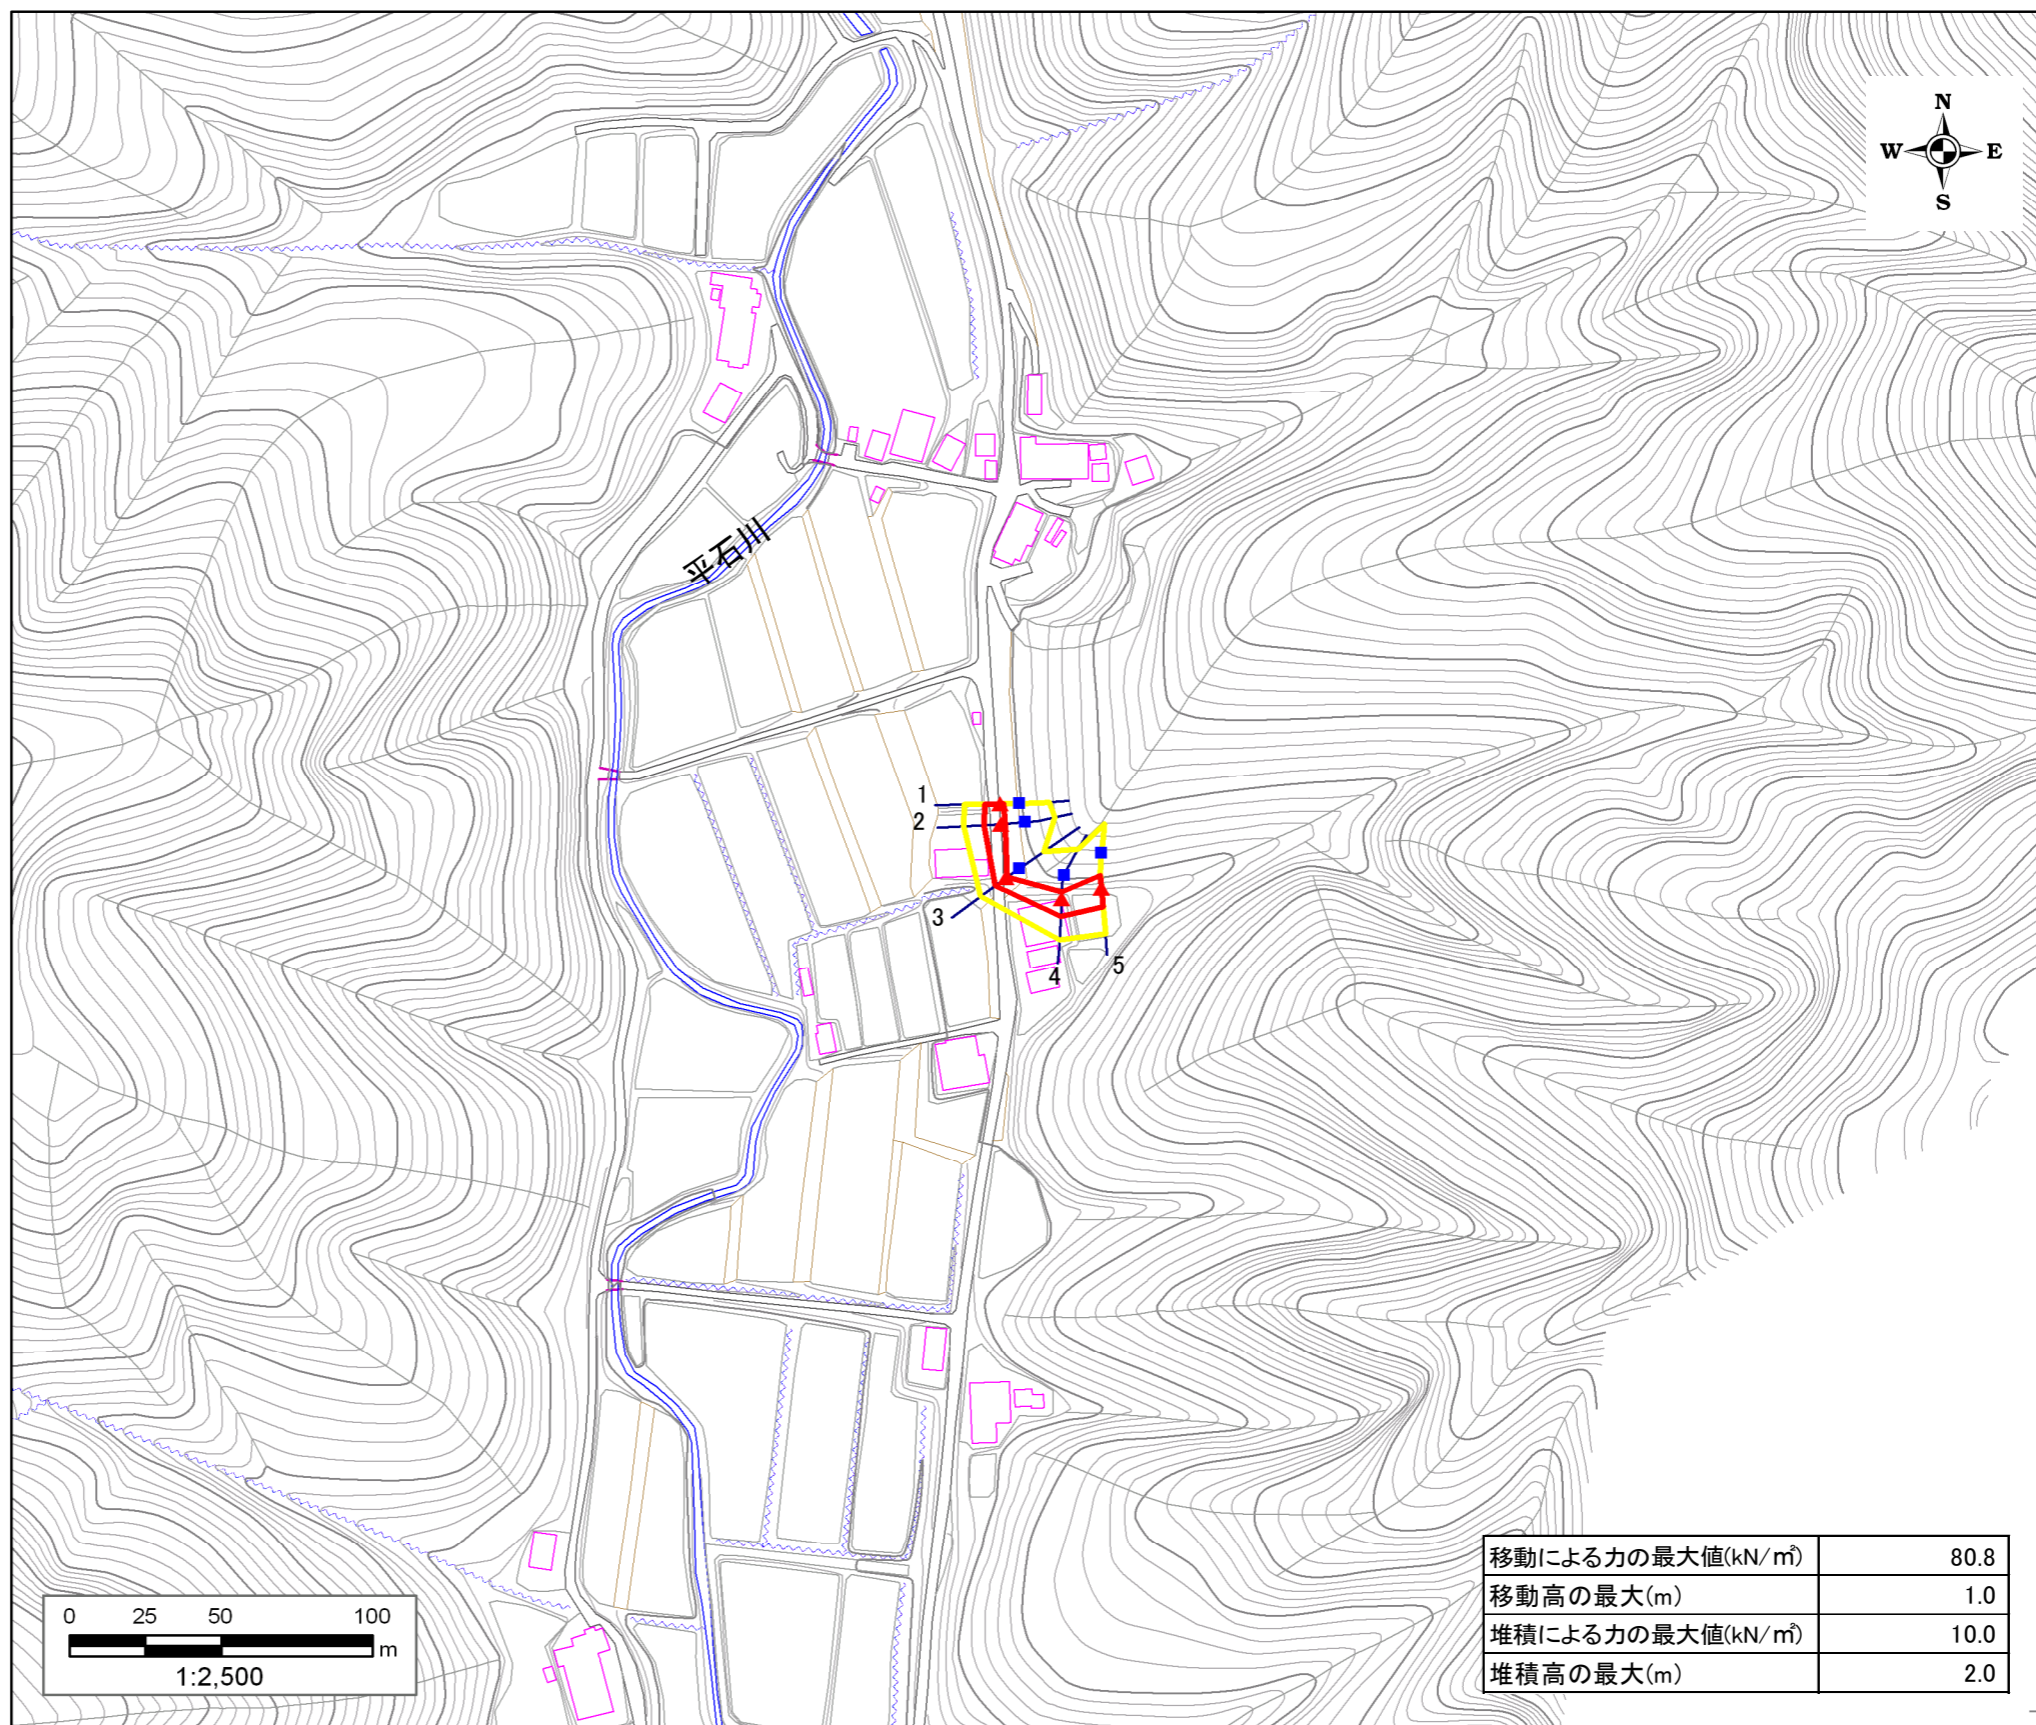 N
W E
S
平石川
1
2
3
4
5
移動による力の最大値(kN/㎡) 80.8
移動高の最大(m) 1.0
堆積による力の最大値(kN/㎡) 10.0
堆積高の最大(m) 2.0
0 25 50 100
m
1:2,500